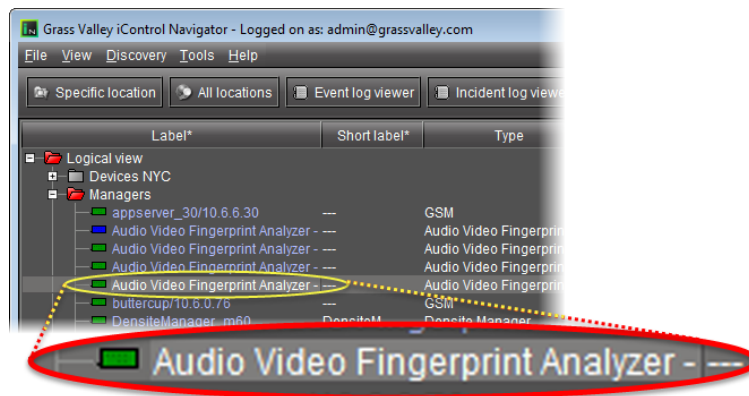 Grass Valley iControl Navigator - Logged on as: admin@grassvalley.com
File View Discovery Tools Help
Specific location All locations Event log viewer Incident log viewe
Label* Short label* Type
Logical view
Devices NYC
Managers
appserver_30/10.6.6.30 --- GSM
Audio Video Fingerprint Analyzer - --- Audio Video Fingerprin
Audio Video Fingerprint Analyzer - --- Audio Video Fingerprin
Audio Video Fingerprint Analyzer - --- Audio Video Fingerprin
Audio Video Fingerprint Analyzer - --- Audio Video Fingerprin
buttercup/10.6.0.76 --- GSM
DensiteManager_m60 DensiteM... Densite Manager
Audio Video Fingerprint Analyzer - ---